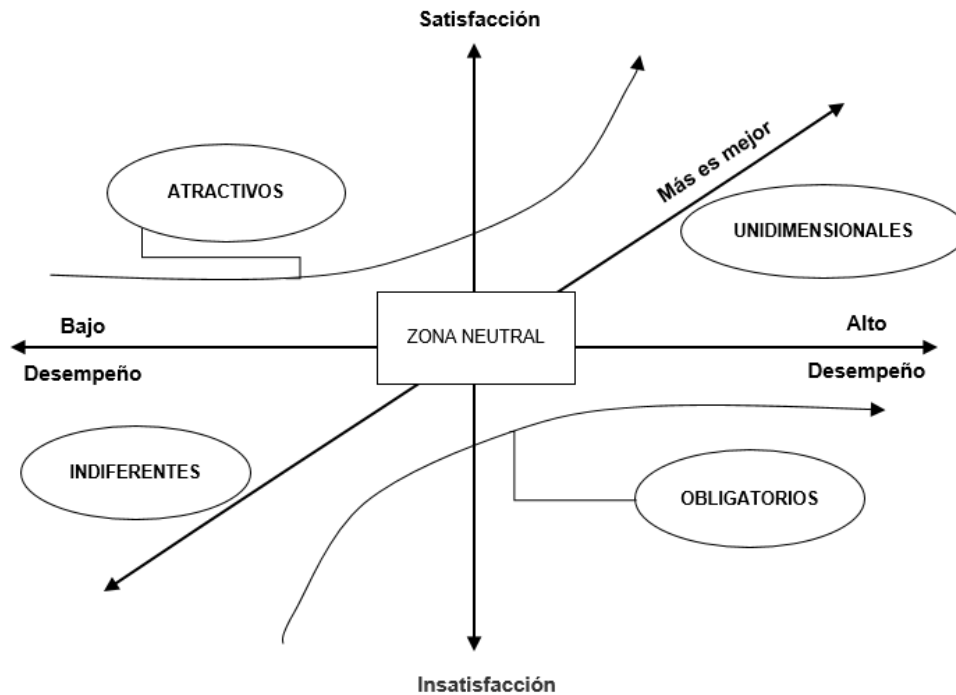 Satisfacción
Más es mejor
ATRACTIVOS
UNIDIMENSIONALES
Bajo
ZONA NEUTRAL
Alto
Desempeño
Desempeño
INDIFERENTES
OBLIGATORIOS
Insatisfacción